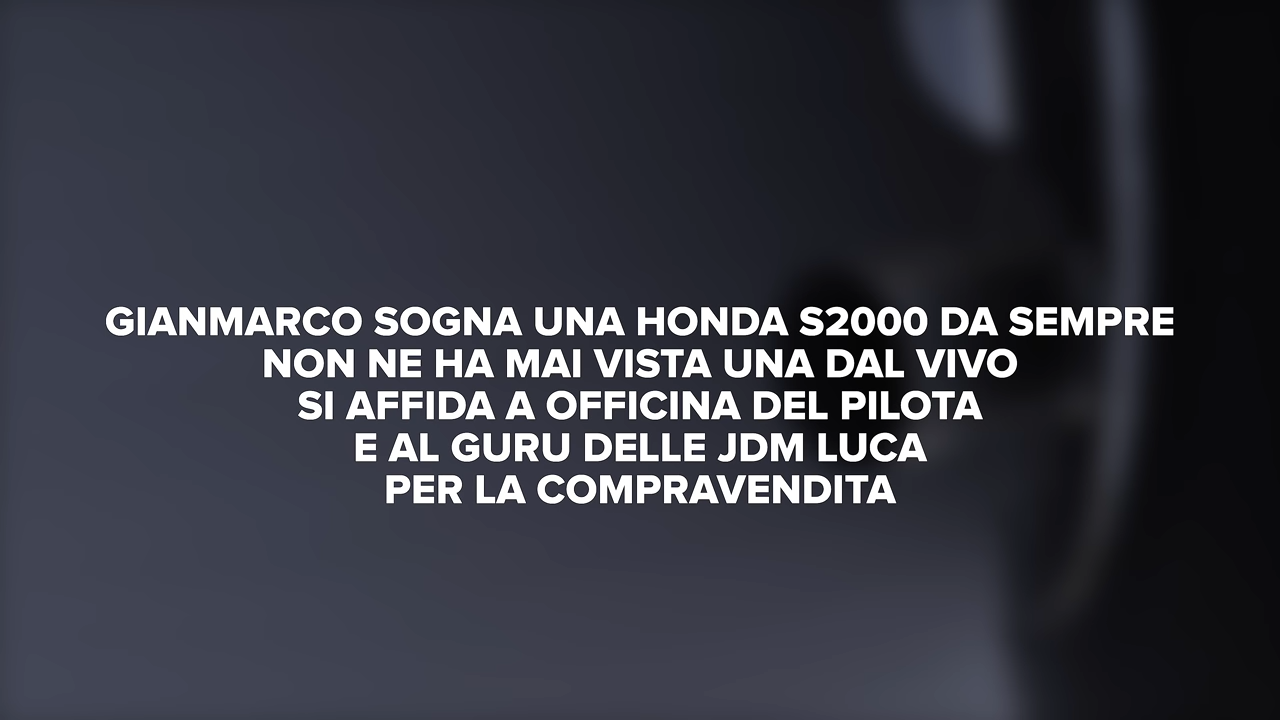 GIANMARCO SOGNA UNA HONDA S2000 DA SEMPRE
NON NE HA MAI VISTA UNA DAL VIVO
SI AFFIDA A OFFICINA DEL PILOTA
E AL GURU DELLE JDM LUCA
PER LA COMPRAVENDITA